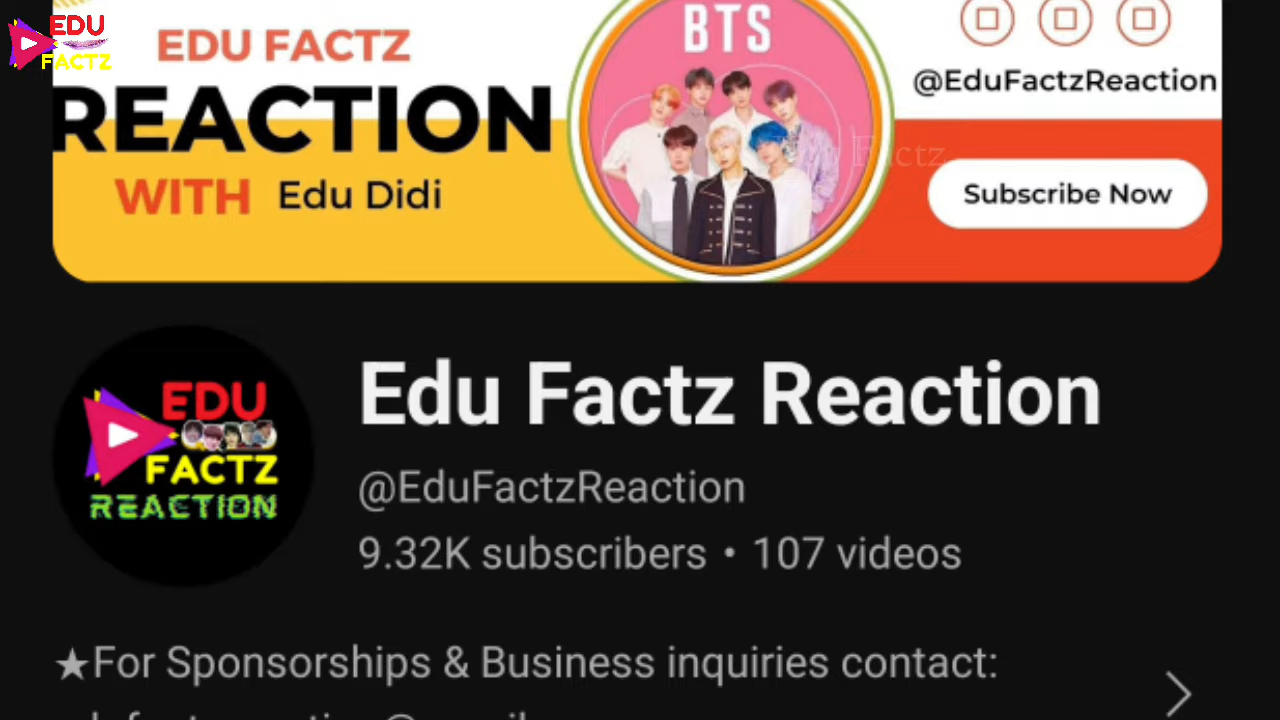 EDU
FACTZ
EDU FACTZ
REACTION
WITH Edu Didi
BTS
@EduFactzReaction
Subscribe Now
EDU
FACTZ
REACTION
Edu Factz Reaction
@EduFactzReaction
9.32K subscribers • 107 videos
★For Sponsorships & Business inquiries contact: